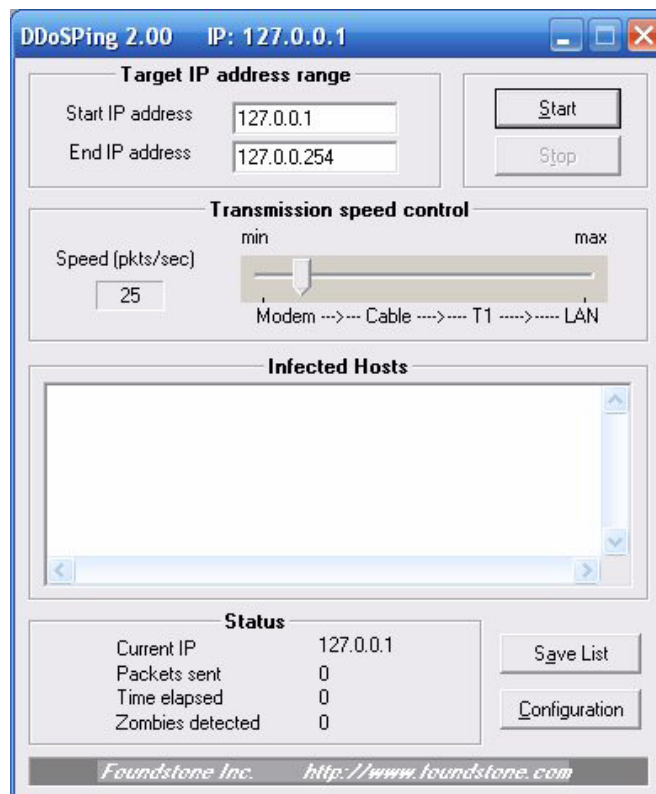 DDoSPing 2.00 IP: 127.0.0.1
Target IP address range
Start IP address 127.0.0.1
End IP address 127.0.0.254
Start
Stop
Transmission speed control
min max
Speed (pkts/sec)
25
Modem --->--- Cable ---->---- T1 ----->----- LAN
Infected Hosts
Status
Current IP 127.0.0.1
Packets sent 0
Time elapsed 0
Zombies detected 0
Save List
Configuration
Foundstone Inc. http://www.foundstone.com